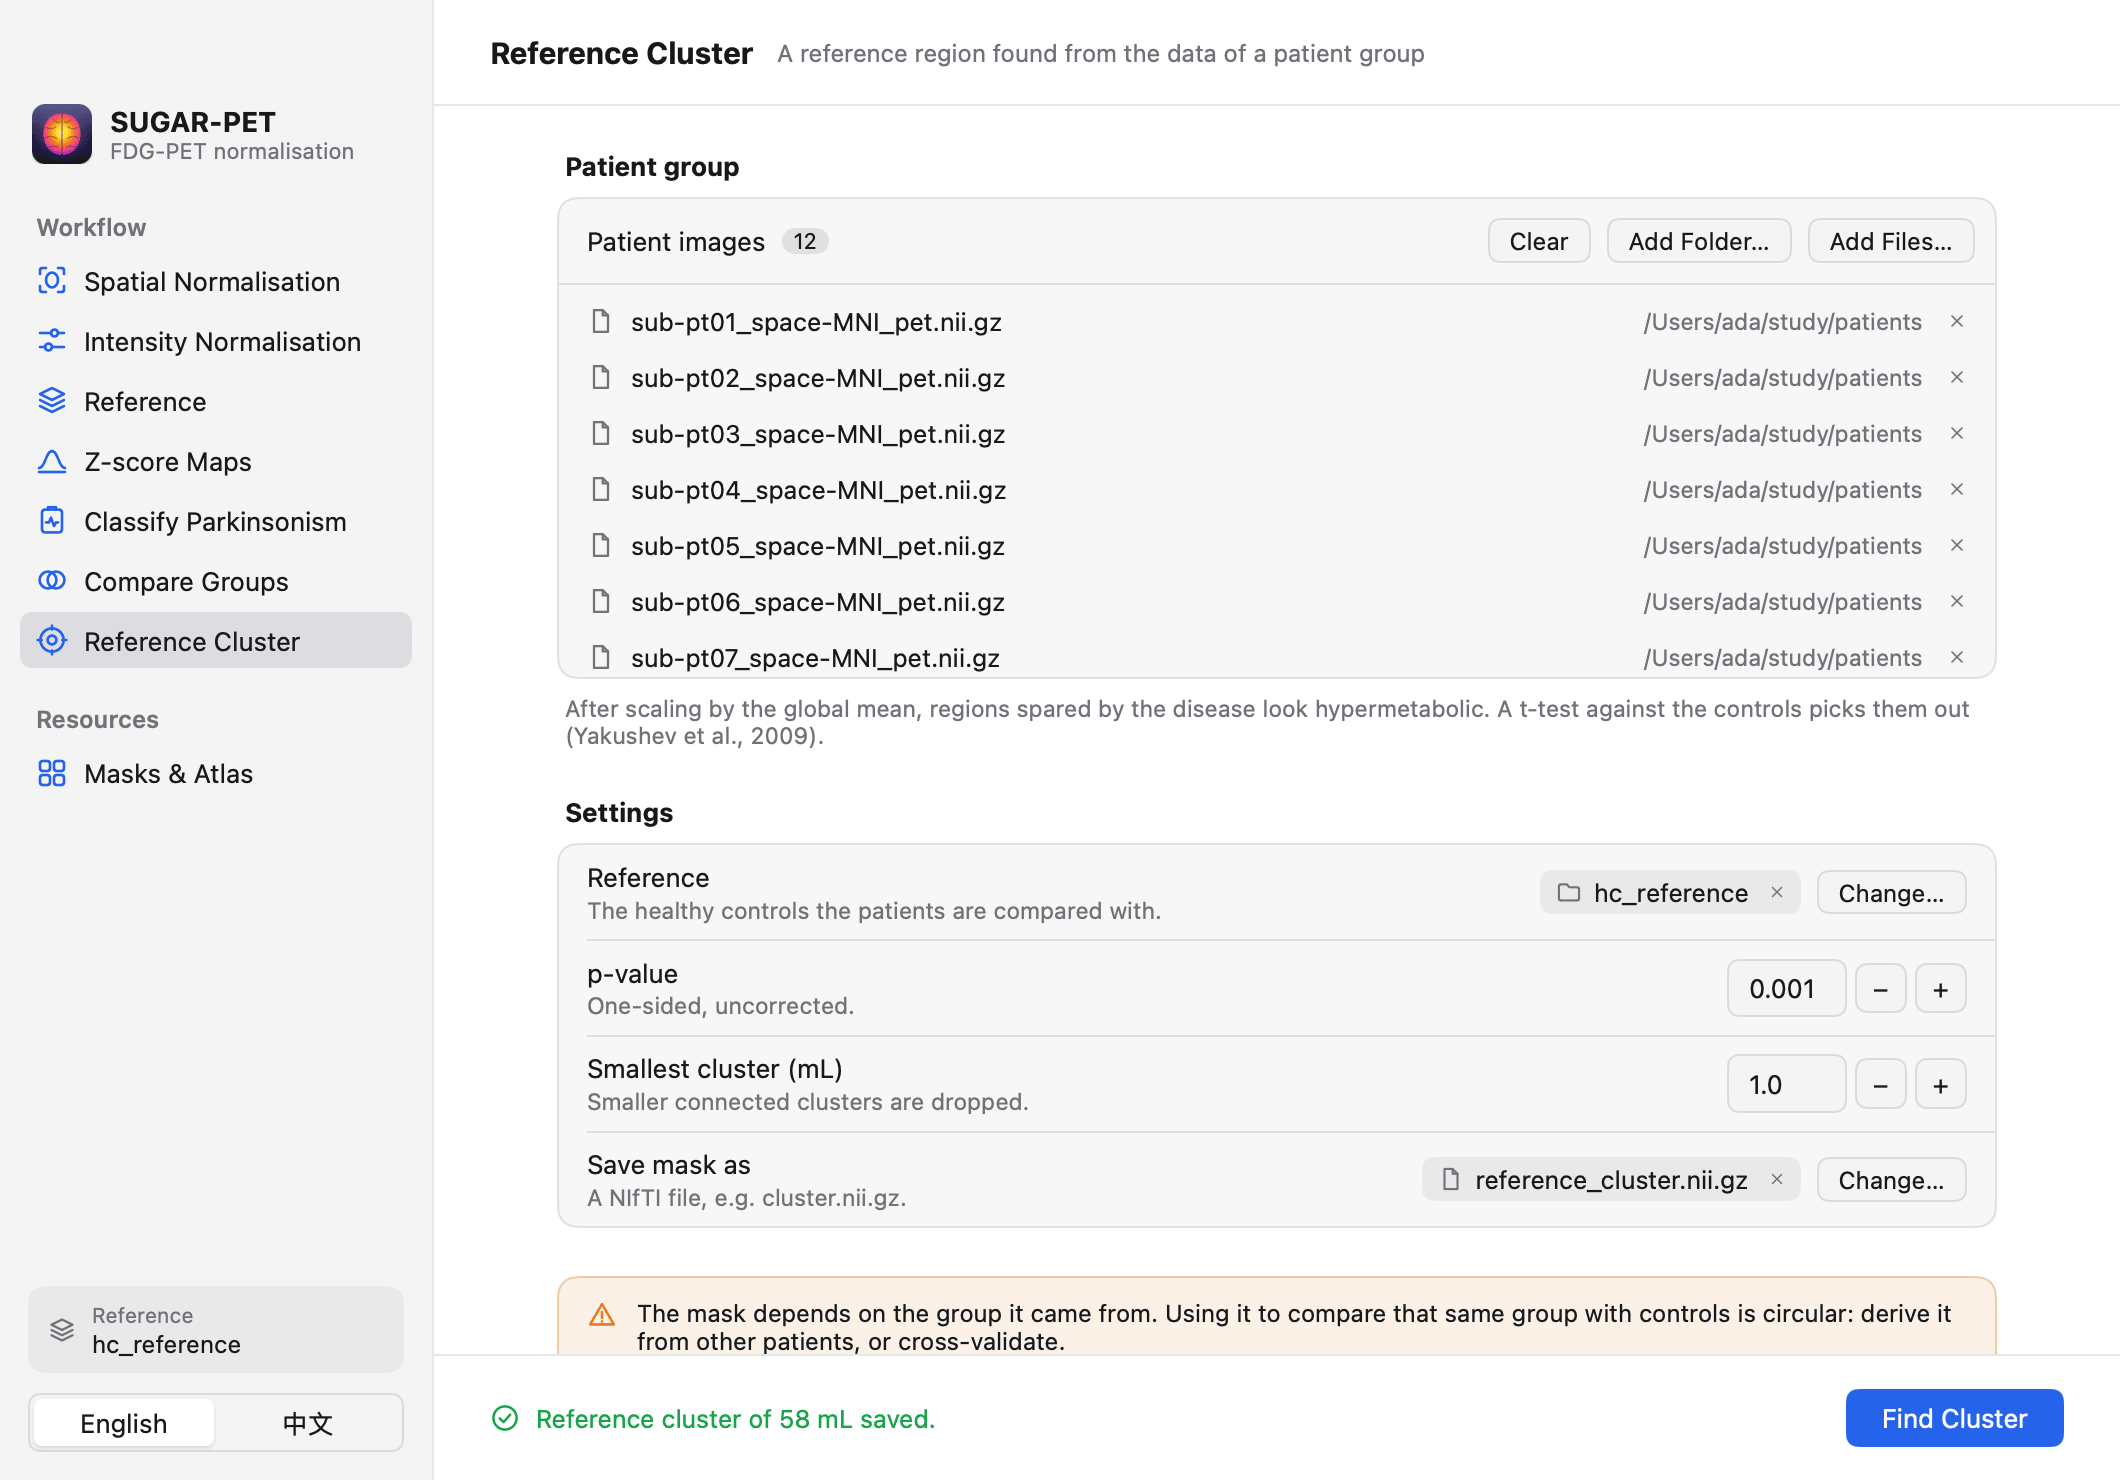 SUGAR-PET
FDG-PET normalisation
Workflow
Spatial Normalisation
Intensity Normalisation
Reference
Z-score Maps
Classify Parkinsonism
Compare Groups
Reference Cluster
Resources
Masks & Atlas
Reference
hc_reference
English 中文
Reference Cluster A reference region found from the data of a patient group
Patient group
Patient images 12 Clear Add Folder... Add Files...
sub-pt01_space-MNI_pet.nii.gz /Users/ada/study/patients ×
sub-pt02_space-MNI_pet.nii.gz /Users/ada/study/patients ×
sub-pt03_space-MNI_pet.nii.gz /Users/ada/study/patients ×
sub-pt04_space-MNI_pet.nii.gz /Users/ada/study/patients ×
sub-pt05_space-MNI_pet.nii.gz /Users/ada/study/patients ×
sub-pt06_space-MNI_pet.nii.gz /Users/ada/study/patients ×
sub-pt07_space-MNI_pet.nii.gz /Users/ada/study/patients ×
After scaling by the global mean, regions spared by the disease look hypermetabolic. A t-test against the controls picks them out
(Yakushev et al., 2009).
Settings
Reference
The healthy controls the patients are compared with.
hc_reference × Change...
p-value
One-sided, uncorrected.
0.001 − +
Smallest cluster (mL)
Smaller connected clusters are dropped.
1.0 − +
Save mask as
A NIfTI file, e.g. cluster.nii.gz.
reference_cluster.nii.gz × Change...
The mask depends on the group it came from. Using it to compare that same group with controls is circular: derive it
from other patients, or cross-validate.
Reference cluster of 58 mL saved.
Find Cluster